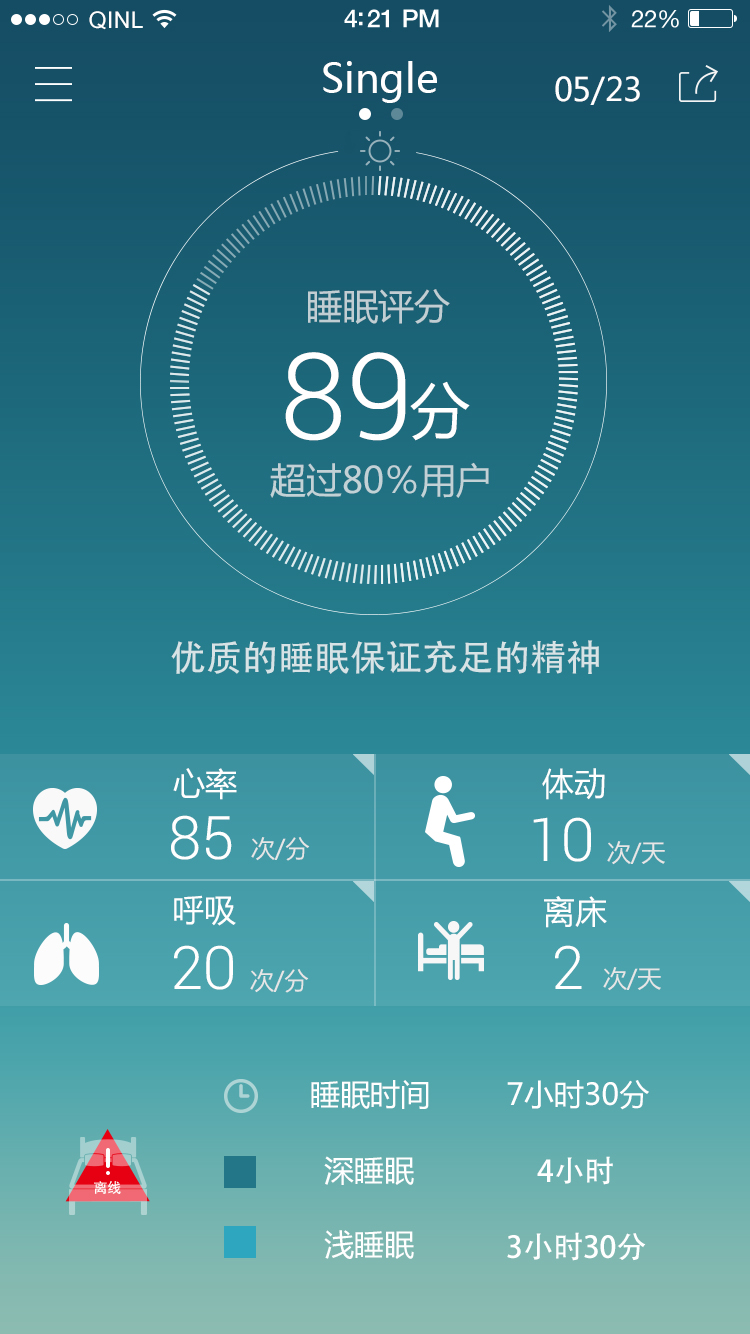 QINL 4:21 PM 22%
Single
05/23
睡眠评分
89分
超过80%用户
优质的睡眠保证充足的精神
心率
85 次/分
体动
10 次/天
呼吸
20 次/分
离床
2 次/天
睡眠时间 7小时30分
深睡眠 4小时
浅睡眠 3小时30分
!
离线